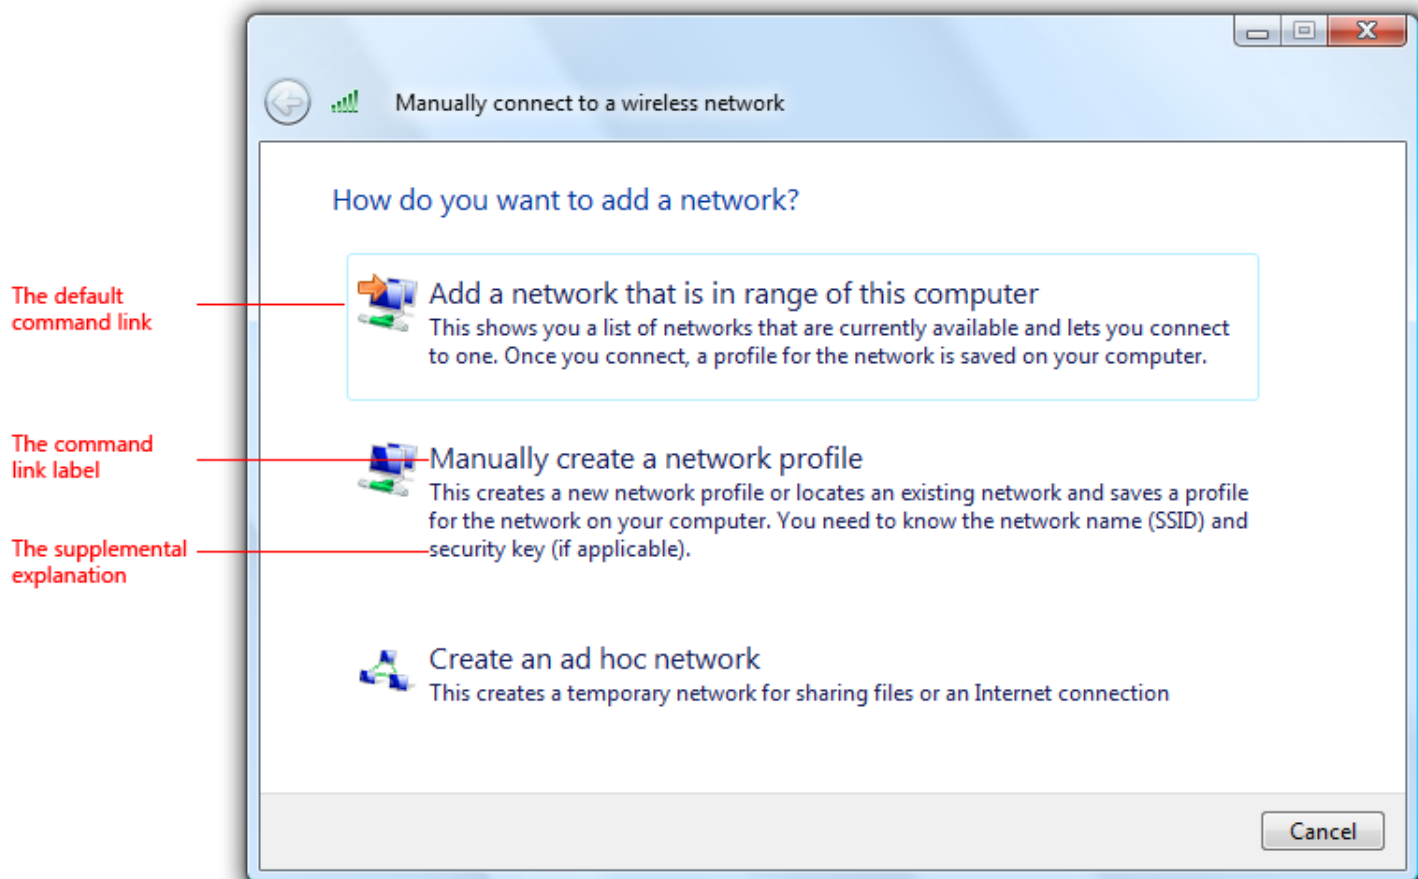 Manually connect to a wireless network
How do you want to add a network?
The default
command link
Add a network that is in range of this computer
This shows you a list of networks that are currently available and lets you connect
to one. Once you connect, a profile for the network is saved on your computer.
The command
link label
Manually create a network profile
This creates a new network profile or locates an existing network and saves a profile
for the network on your computer. You need to know the network name (SSID) and
security key (if applicable).
The supplemental
explanation
Create an ad hoc network
This creates a temporary network for sharing files or an Internet connection
Cancel